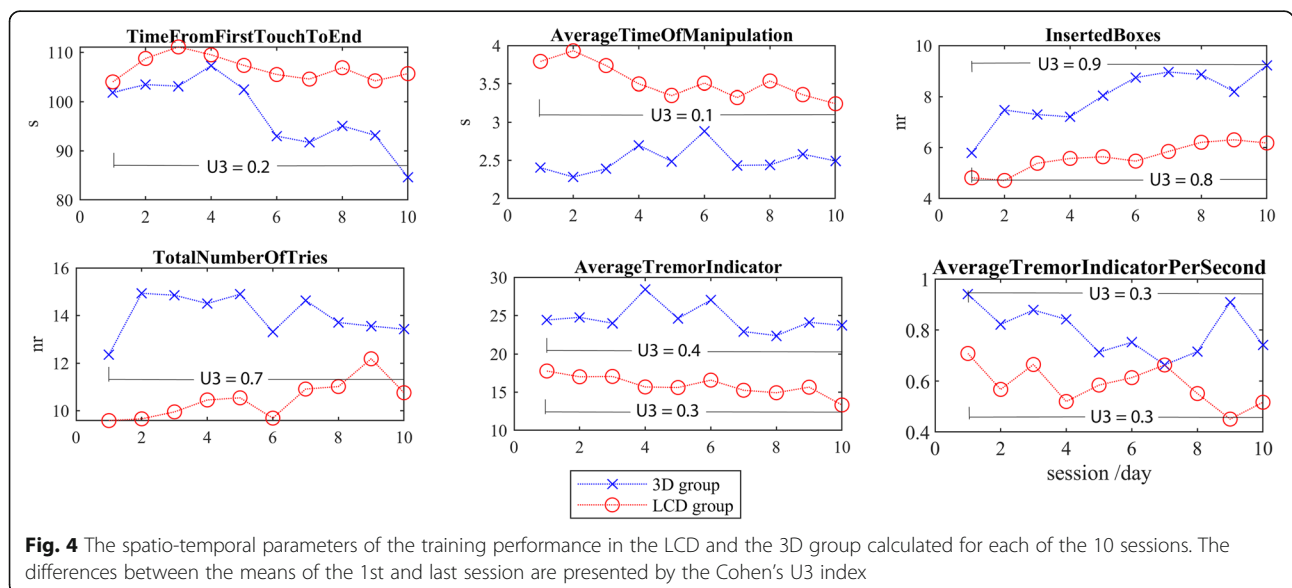 TimeFromFirstTouchToEnd
110
100
90
80
s
U3 = 0.2
0 2 4 6 8 10
AverageTimeOfManipulation
4
3.5
3
2.5
2
s
U3 = 0.1
0 2 4 6 8 10
InsertedBoxes
10
8
6
4
nr
U3 = 0.9
U3 = 0.8
0 2 4 6 8 10
TotalNumberOfTries
16
14
12
10
nr
U3 = 0.7
0 2 4 6 8 10
AverageTremorIndicator
30
25
20
15
10
U3 = 0.4
U3 = 0.3
0 2 4 6 8 10
AverageTremorIndicatorPerSecond
1
0.8
0.6
0.4
U3 = 0.3
U3 = 0.3
0 2 4 6 8 10
session /day
3D group
LCD group
Fig. 4 The spatio-temporal parameters of the training performance in the LCD and the 3D group calculated for each of the 10 sessions. The
differences between the means of the 1st and last session are presented by the Cohen's U3 index